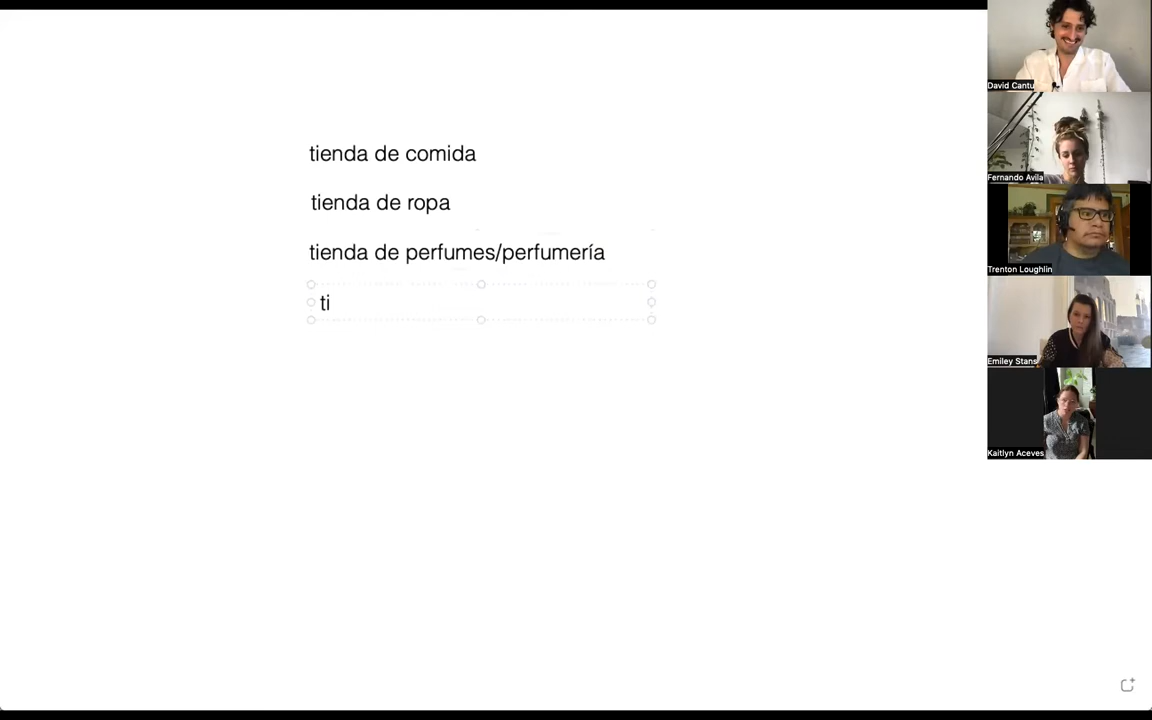 tienda de comida
tienda de ropa
tienda de perfumes/perfumería
ti
David Cantu
Fernando Avila
Trenton Loughlin
Emiley Stans
Kaitlyn Aceves